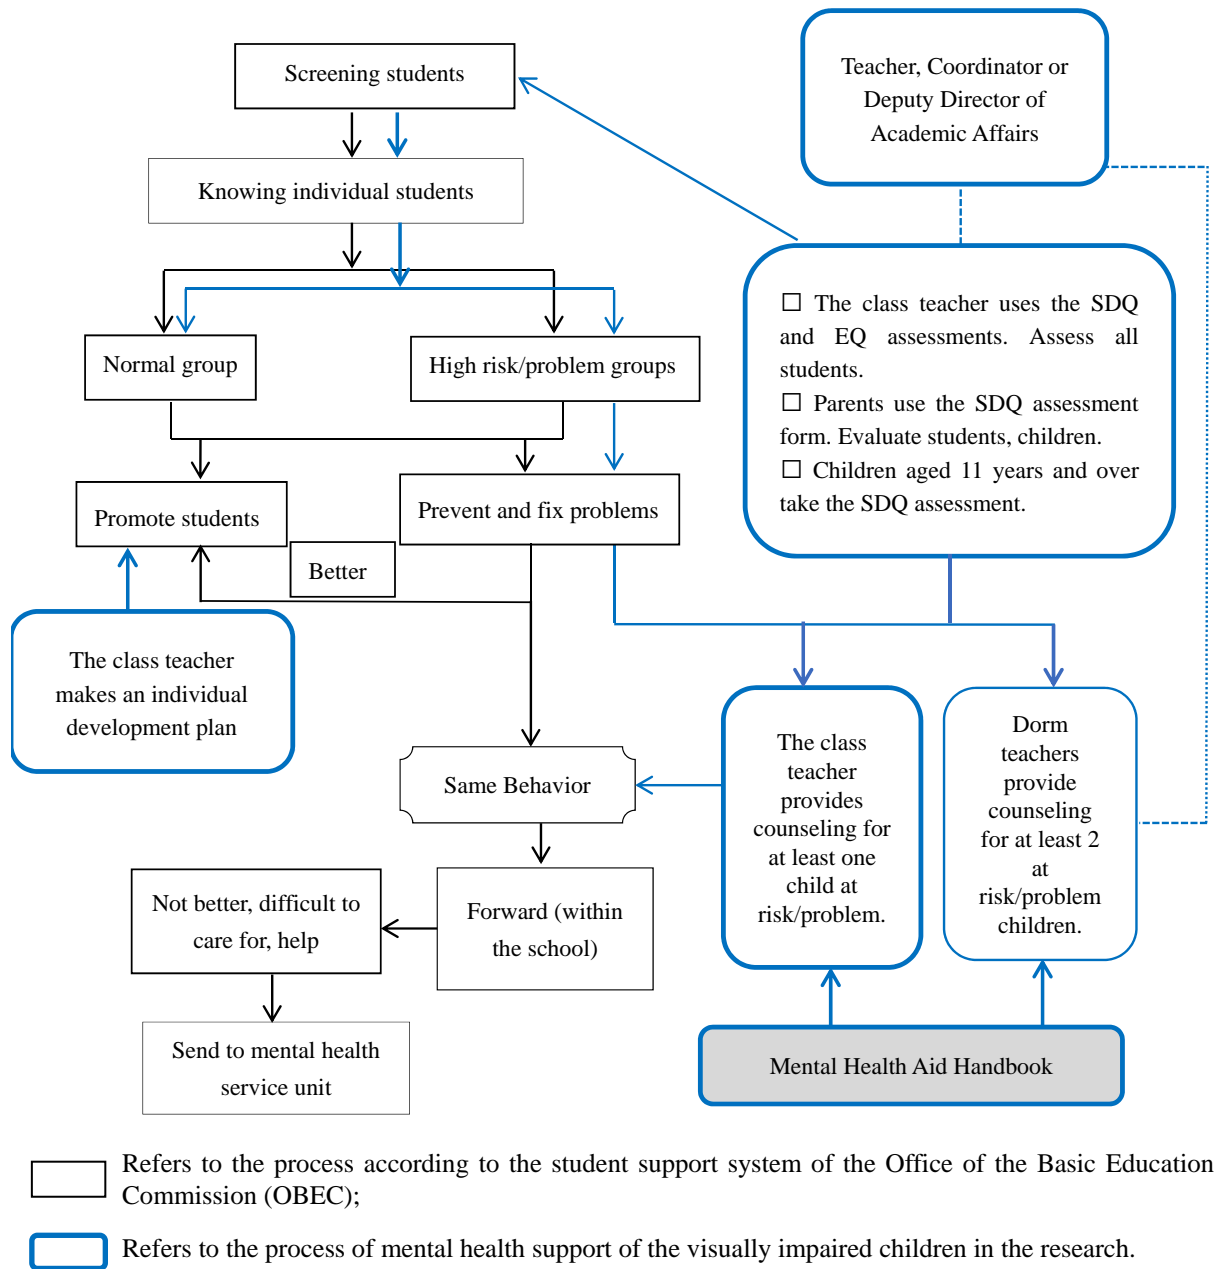 Screening students
Teacher, Coordinator or
Deputy Director of
Academic Affairs
Knowing individual students
☐ The class teacher uses the SDQ
and EQ assessments. Assess all
students.
☐ Parents use the SDQ assessment
form. Evaluate students, children.
☐ Children aged 11 years and over
take the SDQ assessment.
Normal group
High risk/problem groups
Promote students
Prevent and fix problems
Better
The class teacher
makes an individual
development plan
Same Behavior
The class
teacher
provides
counseling for
at least one
child at
risk/problem.
Dorm
teachers
provide
counseling
for at least 2
at
risk/problem
children.
Not better, difficult to
care for, help
Forward (within
the school)
Send to mental health
service unit
Mental Health Aid Handbook
Refers to the process according to the student support system of the Office of the Basic Education
Commission (OBEC);
Refers to the process of mental health support of the visually impaired children in the research.